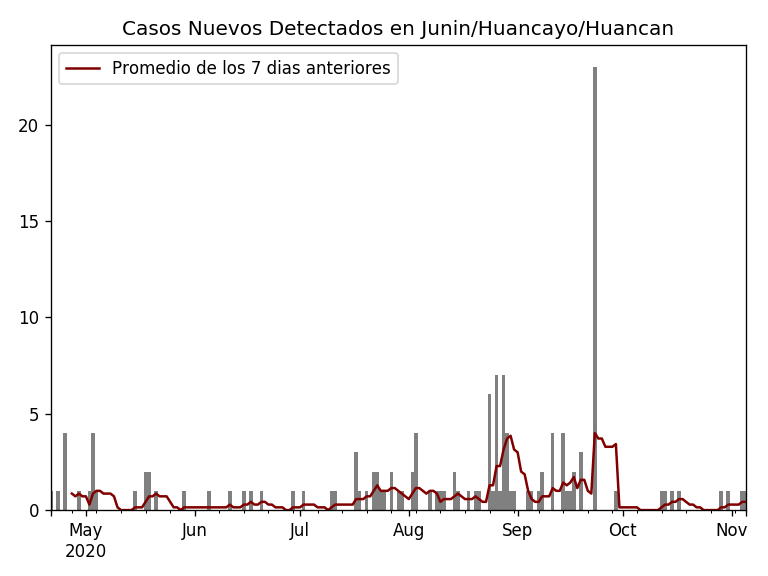 Casos Nuevos Detectados en Junin/Huancayo/Huancan
Promedio de los 7 dias anteriores
20
15
10
5
0
May Jun Jul Aug Sep Oct Nov
2020